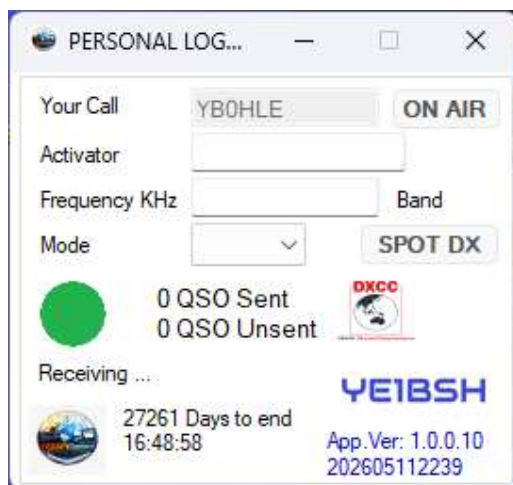 PERSONAL LOG...
Your Call YB0HLE ON AIR
Activator
Frequency KHz Band
Mode SPOT DX
0 QSO Sent
0 QSO Unsent
DXCC
Receiving ...
YE1BSH
27261 Days to end
16:48:58
App.Ver: 1.0.0.10
202605112239